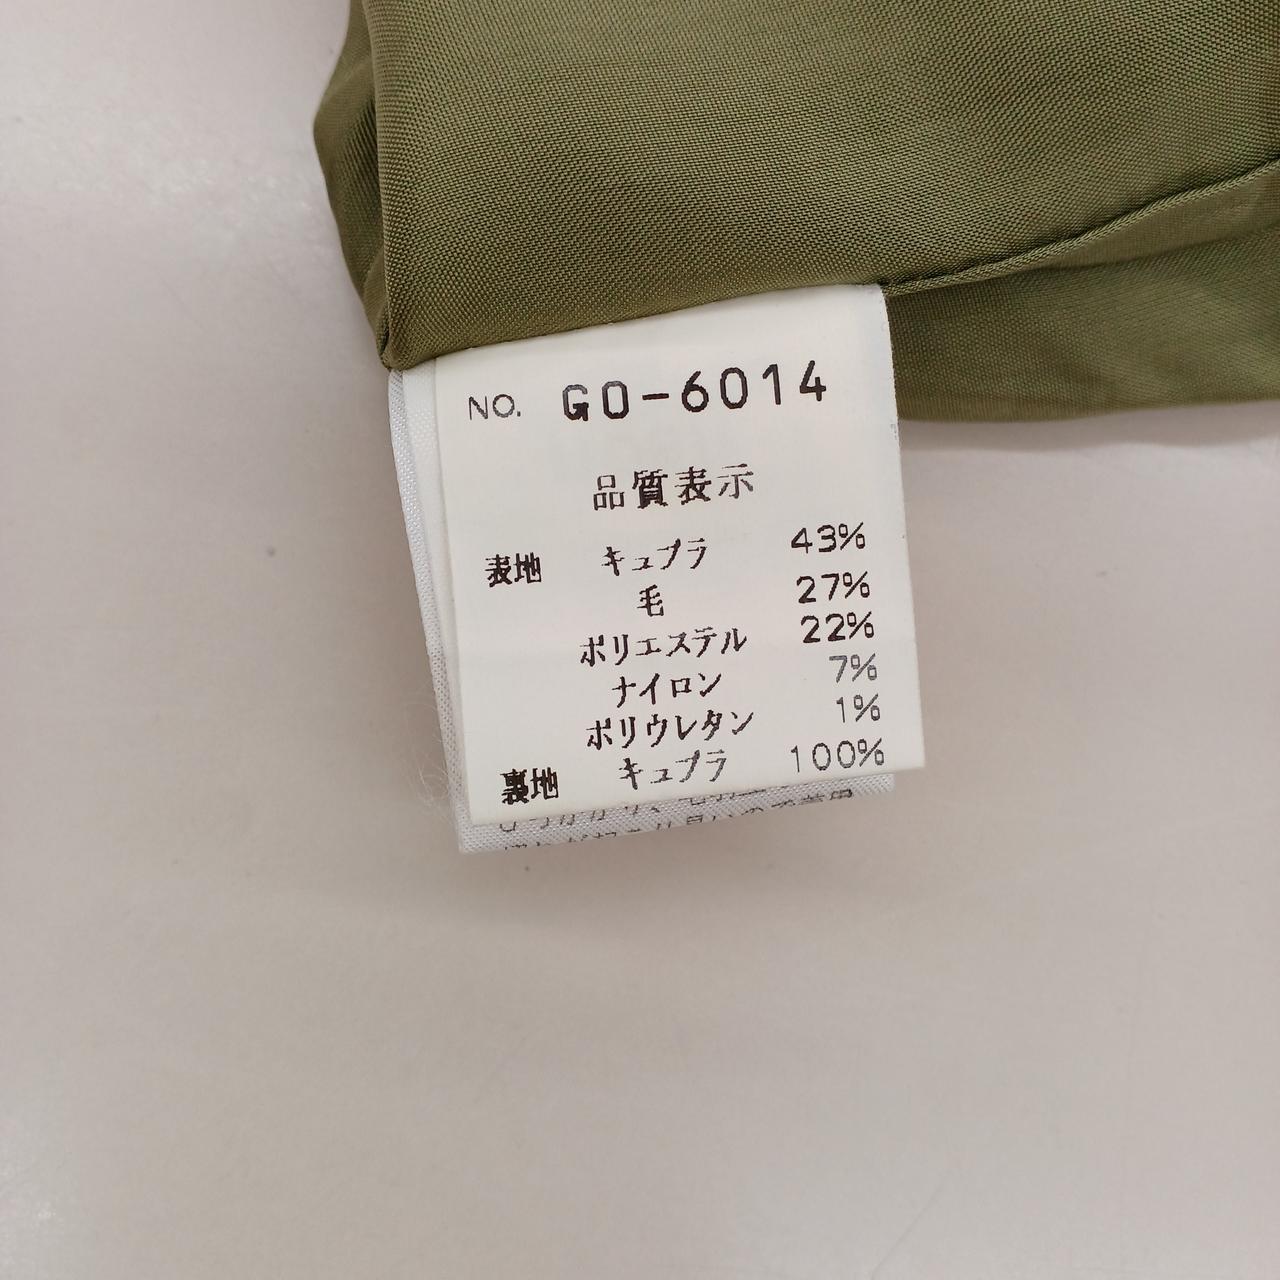 NO. GO-6014
品質表示
表地 キュプラ 43%
毛 27%
ポリエステル 22%
ナイロン 7%
ポリウレタン 1%
裏地 キュプラ 100%